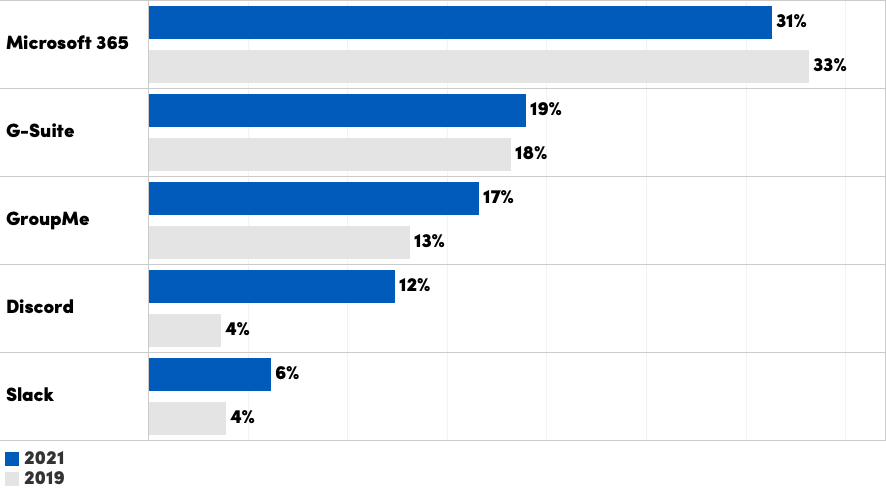 31%
Microsoft 365
33%
19%
G-Suite
18%
17%
GroupMe
13%
12%
Discord
4%
6%
Slack
4%
2021
2019